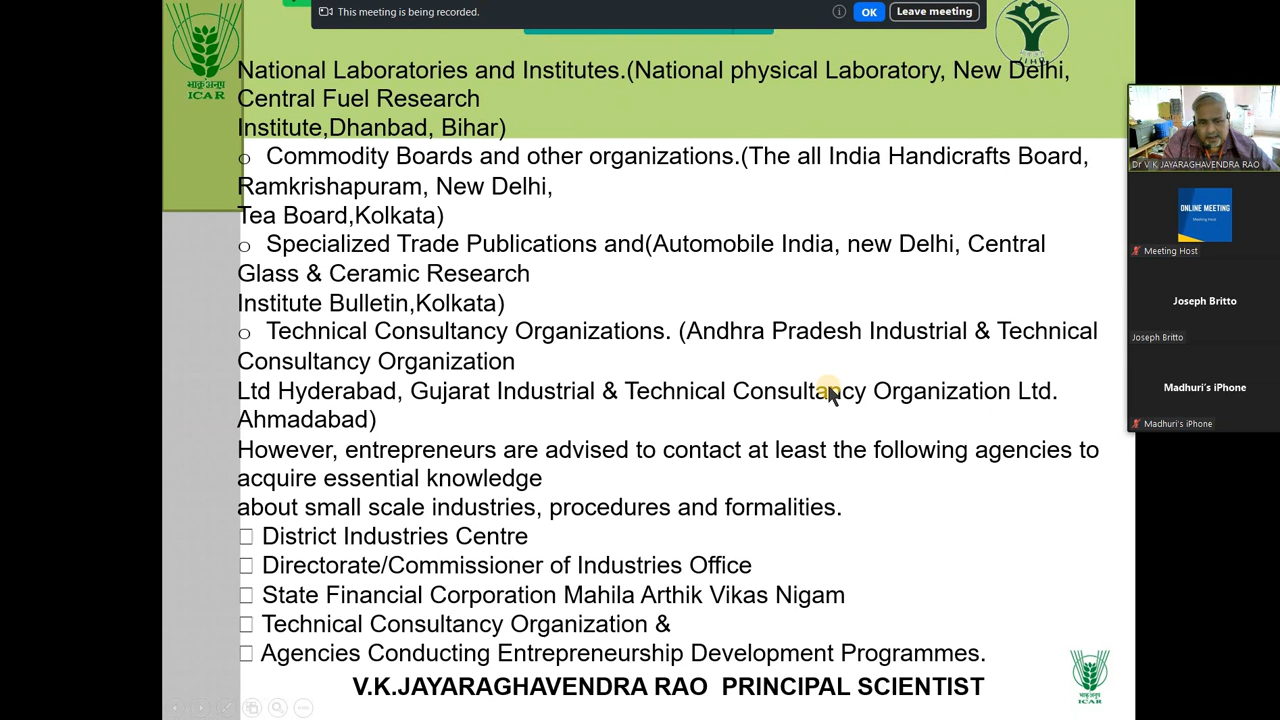 This meeting is being recorded.
OK
Leave meeting
भाकृअनुप
ICAR
National Laboratories and Institutes.(National physical Laboratory, New Delhi,
Central Fuel Research
Institute,Dhanbad, Bihar)
o Commodity Boards and other organizations.(The all India Handicrafts Board,
Ramkrishapuram, New Delhi,
Tea Board,Kolkata)
o Specialized Trade Publications and(Automobile India, new Delhi, Central
Glass & Ceramic Research
Institute Bulletin,Kolkata)
o Technical Consultancy Organizations. (Andhra Pradesh Industrial & Technical
Consultancy Organization
Ltd Hyderabad, Gujarat Industrial & Technical Consultancy Organization Ltd.
Ahmadabad)
However, entrepreneurs are advised to contact at least the following agencies to
acquire essential knowledge
about small scale industries, procedures and formalities.
District Industries Centre
Directorate/Commissioner of Industries Office
State Financial Corporation Mahila Arthik Vikas Nigam
Technical Consultancy Organization &
Agencies Conducting Entrepreneurship Development Programmes.
V.K.JAYARAGHAVENDRA RAO PRINCIPAL SCIENTIST
भाकृअनुप
ICAR
Dr V K JAYARAGHAVENDRA RAO
ONLINE MEETING
Meeting Host
Meeting Host
Joseph Britto
Joseph Britto
Madhuri's iPhone
Madhuri's iPhone